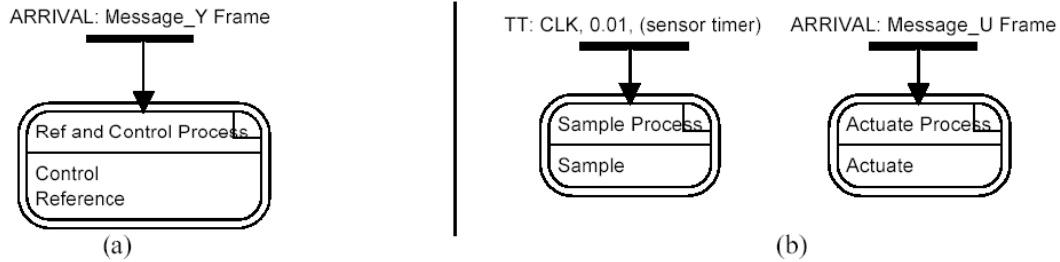 ARRIVAL: Message_Y Frame
Ref and Control Process
Control
Reference
(a)
TT: CLK, 0.01, (sensor timer)
Sample Process
Sample
ARRIVAL: Message_U Frame
Actuate Process
Actuate
(b)